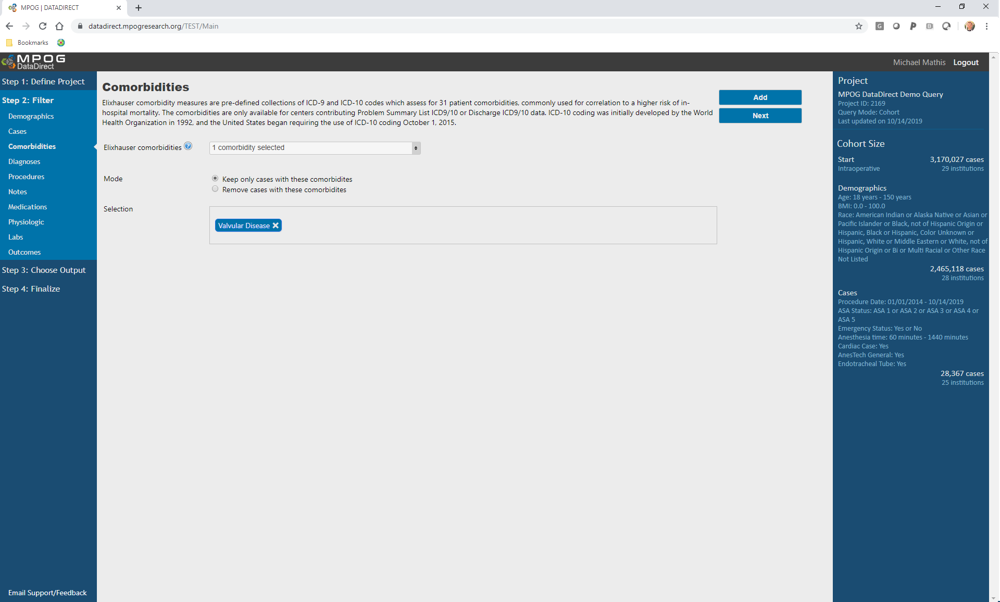 MPOG | DATADIRECT
datadirect.mpogresearch.org/TEST/Main
Bookmarks
MPOG
DataDirect
Michael Mathis Logout
Step 1: Define Project
Step 2: Filter
Demographics
Cases
Comorbidities
Diagnoses
Procedures
Notes
Medications
Physiologic
Labs
Outcomes
Step 3: Choose Output
Step 4: Finalize
Email Support/Feedback
Comorbidities
Elixhauser comorbidity measures are pre-defined collections of ICD-9 and ICD-10 codes which assess for 31 patient comorbidities, commonly used for correlation to a higher risk of in-
hospital mortality. The comorbidities are only available for centers contributing Problem Summary List ICD9/10 or Discharge ICD9/10 data. ICD-10 coding was initially developed by the World
Health Organization in 1992, and the United States began requiring the use of ICD-10 coding October 1, 2015.
Add
Next
Elixhauser comorbidities ?
1 comorbidity selected
Mode
Keep only cases with these comorbidites
Remove cases with these comorbidites
Selection
Valvular Disease
Project
MPOG DataDirect Demo Query
Project ID: 2169
Query Mode: Cohort
Last updated on 10/14/2019
Cohort Size
Start 3,170,027 cases
Intraoperative 29 institutions
Demographics
Age: 18 years - 150 years
BMI: 0.0 - 100.0
Race: American Indian or Alaska Native or Asian or
Pacific Islander or Black, not of Hispanic Origin or
Hispanic, Black or Hispanic, Color Unknown or
Hispanic, White or Middle Eastern or White, not of
Hispanic Origin or Bi or Multi Racial or Other Race
Not Listed
2,465,118 cases
28 institutions
Cases
Procedure Date: 01/01/2014 - 10/14/2019
ASA Status: ASA 1 or ASA 2 or ASA 3 or ASA 4 or
ASA 5
Emergency Status: Yes or No
Anesthesia time: 60 minutes - 1440 minutes
Cardiac Case: Yes
AnesTech General: Yes
Endotracheal Tube: Yes
28,367 cases
25 institutions